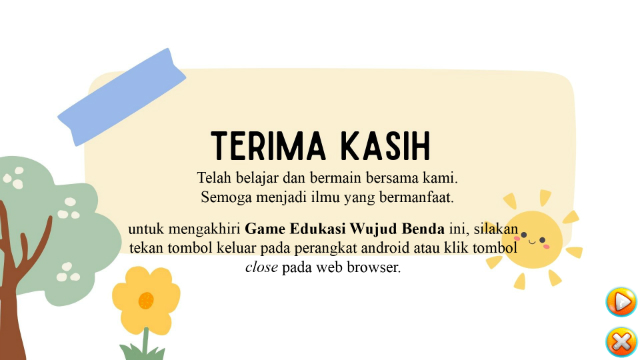 TERIMA KASIH
Telah belajar dan bermain bersama kami.
Semoga menjadi ilmu yang bermanfaat.
untuk mengakhiri Game Edukasi Wujud Benda ini, silakan
tekan tombol keluar pada perangkat android atau klik tombol
close pada web browser.